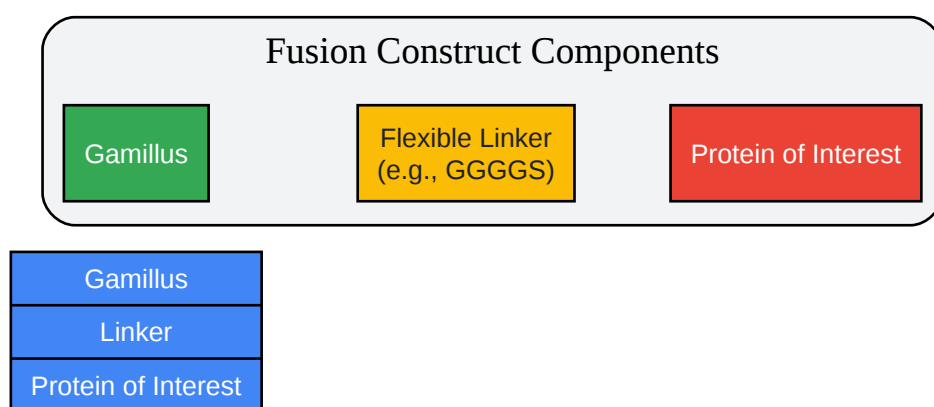 Fusion Construct Components
Gamillus
Flexible Linker
(e.g., GGGGS)
Protein of Interest
Gamillus
Linker
Protein of Interest